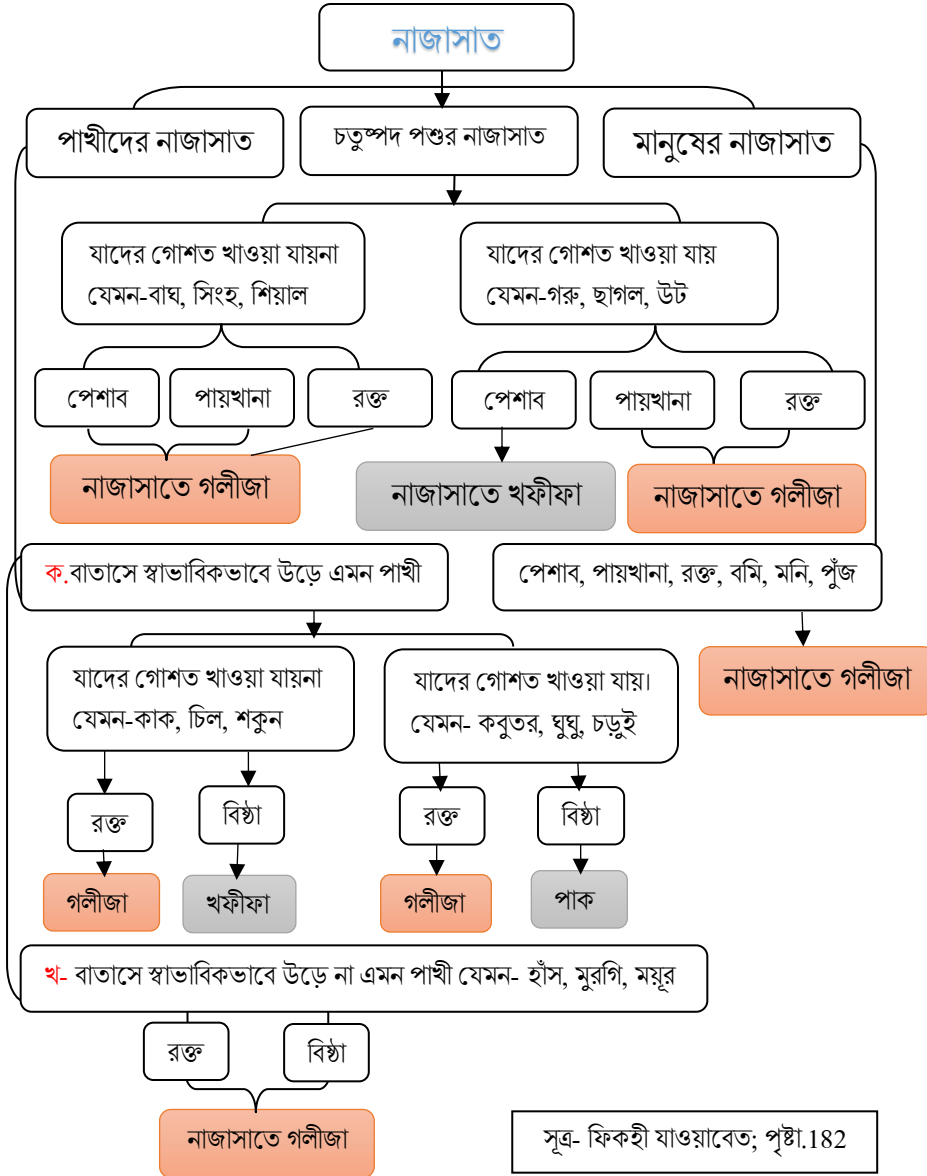 নাজাসাত
পাখীদের নাজাসাত
চতুষ্পদ পশুর নাজাসাত
মানুষের নাজাসাত
যাদের গোশত খাওয়া যায়না
যেমন-বাঘ, সিংহ, শিয়াল
যাদের গোশত খাওয়া যায়
যেমন-গরু, ছাগল, উট
পেশাব
পায়খানা
রক্ত
পেশাব
পায়খানা
রক্ত
নাজাসাতে গলীজা
নাজাসাতে খফীফা
নাজাসাতে গলীজা
ক.বাতাসে স্বাভাবিকভাবে উড়ে এমন পাখী
পেশাব, পায়খানা, রক্ত, বমি, মনি, পুঁজ
নাজাসাতে গলীজা
যাদের গোশত খাওয়া যায়না
যেমন-কাক, চিল, শকুন
যাদের গোশত খাওয়া যায়।
যেমন- কবুতর, ঘুঘু, চড়ুই
রক্ত
বিষ্ঠা
রক্ত
বিষ্ঠা
গলীজা
খফীফা
গলীজা
পাক
খ- বাতাসে স্বাভাবিকভাবে উড়ে না এমন পাখী যেমন- হাঁস, মুরগি, ময়ূর
রক্ত
বিষ্ঠা
নাজাসাতে গলীজা
সূত্র- ফিকহী যাওয়াবেত; পৃষ্টা.182